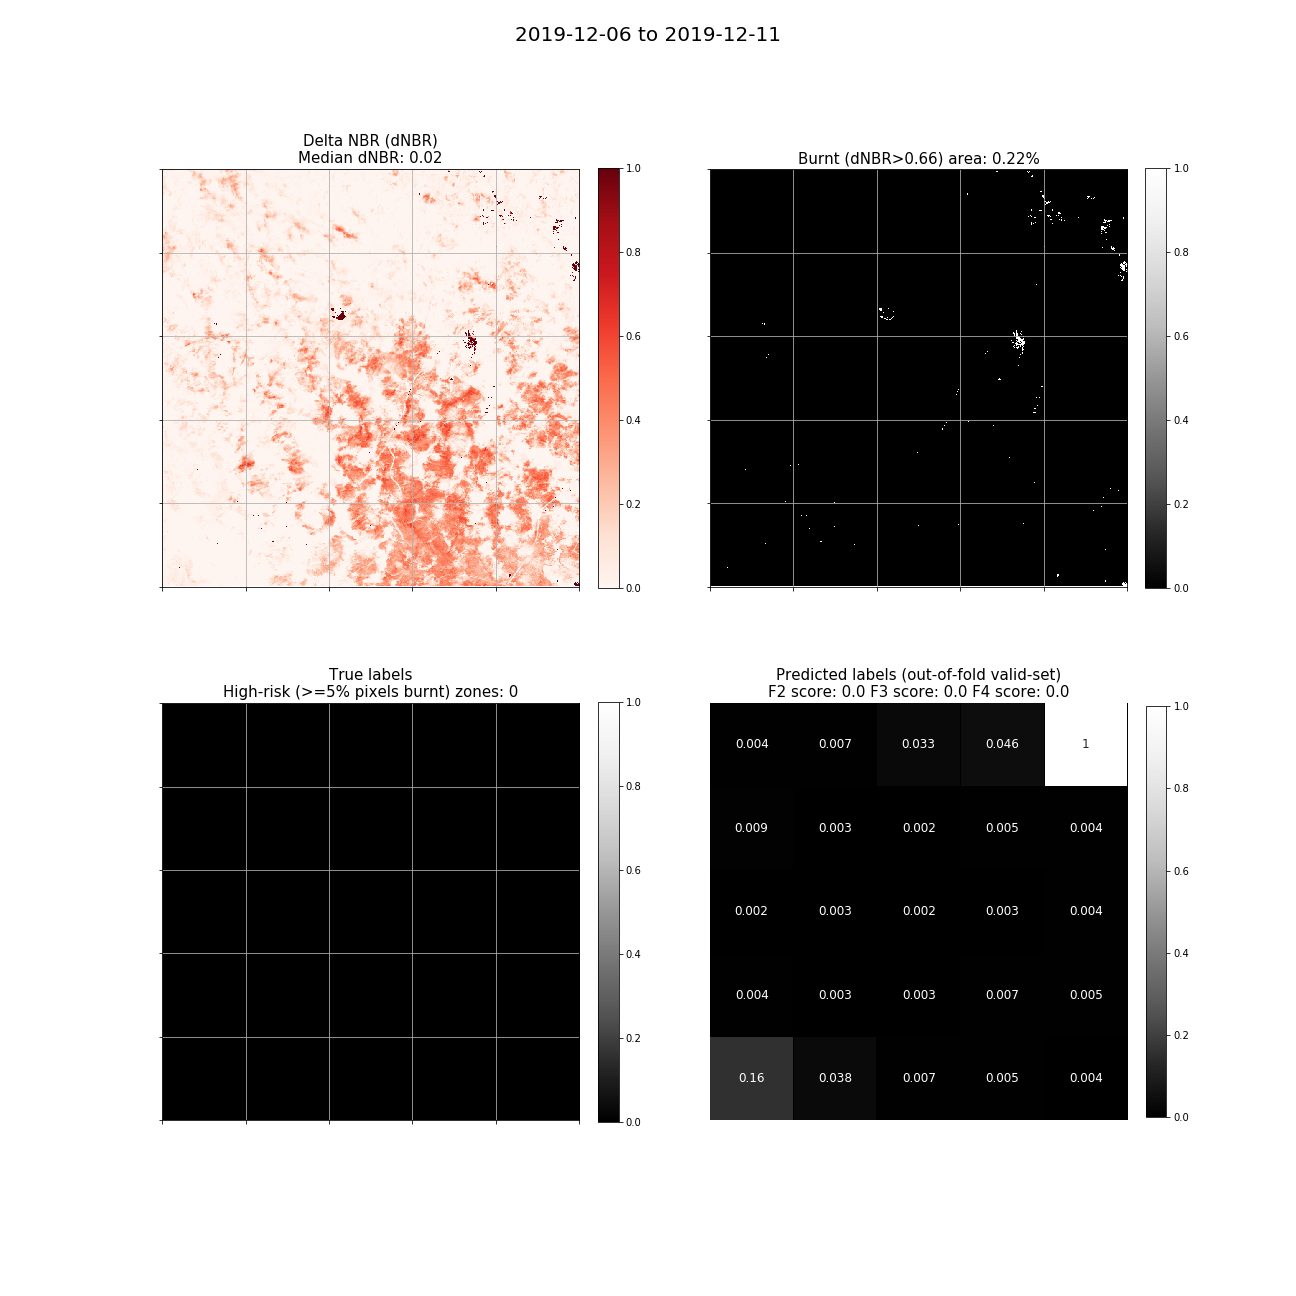 2019-12-06 to 2019-12-11
Delta NBR (dNBR)
Median dNBR: 0.02
1.0
0.8
0.6
0.4
0.2
0.0
Burnt (dNBR>0.66) area: 0.22%
1.0
0.8
0.6
0.4
0.2
0.0
True labels
High-risk (>=5% pixels burnt) zones: 0
1.0
0.8
0.6
0.4
0.2
0.0
Predicted labels (out-of-fold valid-set)
F2 score: 0.0 F3 score: 0.0 F4 score: 0.0
0.004 0.007 0.033 0.046 1
0.009 0.003 0.002 0.005 0.004
0.002 0.003 0.002 0.003 0.004
0.004 0.003 0.003 0.007 0.005
0.16 0.038 0.007 0.005 0.004
1.0
0.8
0.6
0.4
0.2
0.0